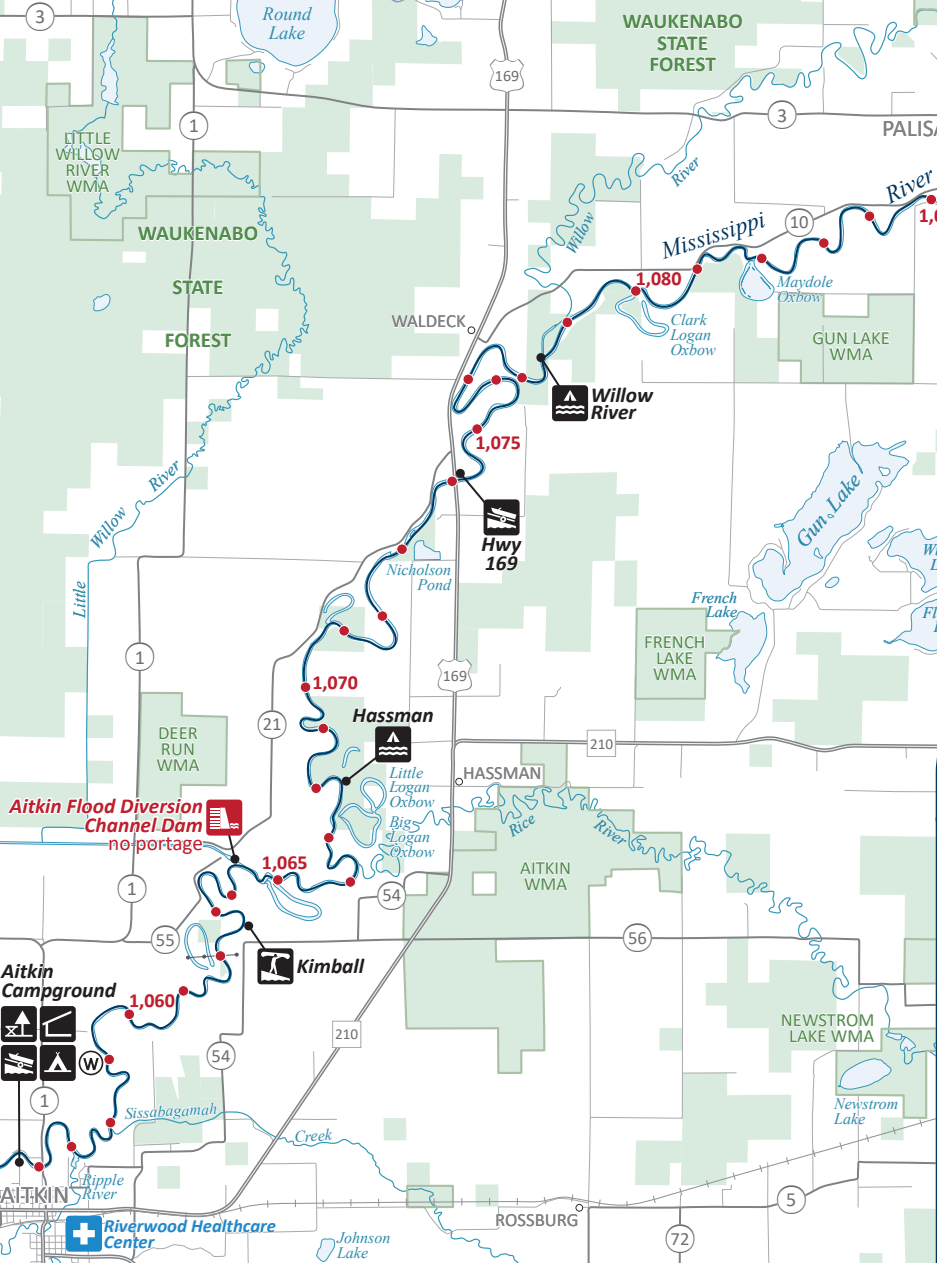 3
Round
Lake
169
WAUKENABO
STATE
FOREST
3
PALISA
1
LITTLE
WILLOW
RIVER
WMA
River
River
1,0
WAUKENABO
STATE
FOREST
Willow
Mississippi
10
1,080
Maydole
Oxbow
WALDECK
Clark
Logan
Oxbow
GUN LAKE
WMA
Willow
River
1,075
River
Willow
Little
Gun Lake
Hwy
169
Nicholson
Pond
W
L
French
Lake
Fl
FRENCH
LAKE
WMA
1
169
1,070
21
Hassman
DEER
RUN
WMA
210
HASSMAN
Little
Logan
Oxbow
Aitkin Flood Diversion
Channel Dam
no portage
Big
Logan
Oxbow
Rice
River
1,065
AITKIN
WMA
1
54
55
56
Kimball
Aitkin
Campground
1,060
W
NEWSTROM
LAKE WMA
210
54
1
Newstrom
Lake
Sissabagamah
Creek
Ripple
River
AITKIN
5
ROSSBURG
Riverwood Healthcare
Center
Johnson
Lake
72